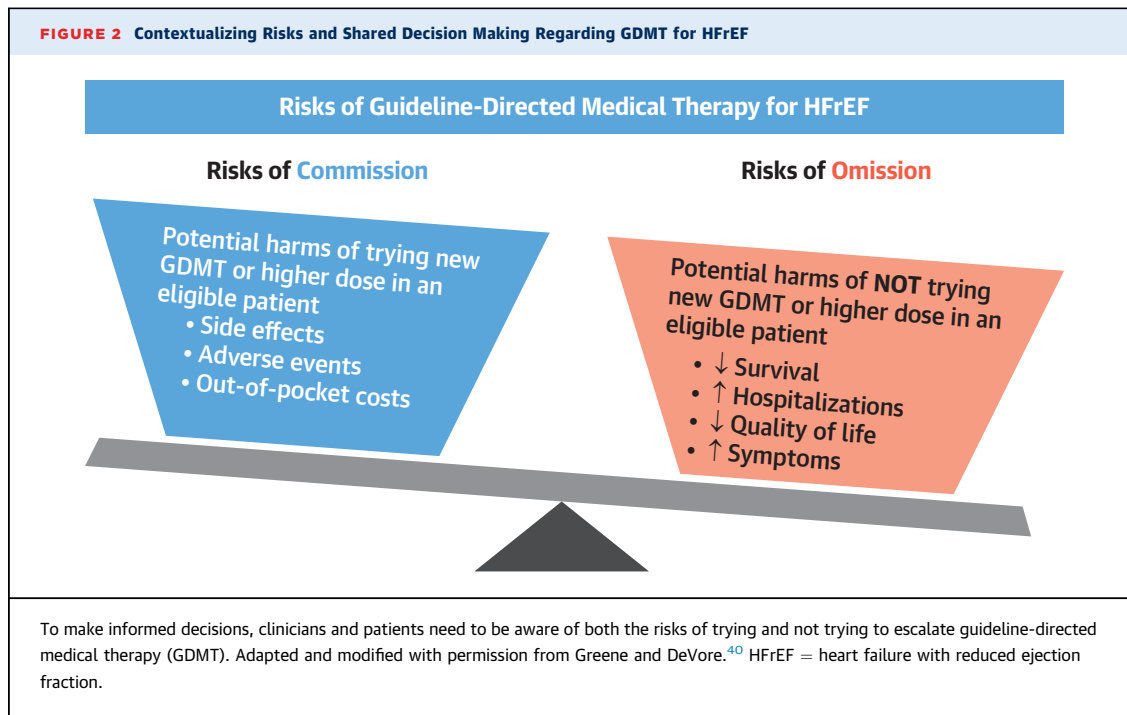 FIGURE 2 Contextualizing Risks and Shared Decision Making Regarding GDMT for HFrEF
Risks of Guideline-Directed Medical Therapy for HFrEF
Risks of Commission
Potential harms of trying new
GDMT or higher dose in an
eligible patient
• Side effects
• Adverse events
• Out-of-pocket costs
Risks of Omission
Potential harms of NOT trying
new GDMT or higher dose in an
eligible patient
• ↓ Survival
• ↑ Hospitalizations
• ↓ Quality of life
• ↑ Symptoms
To make informed decisions, clinicians and patients need to be aware of both the risks of trying and not trying to escalate guideline-directed
medical therapy (GDMT). Adapted and modified with permission from Greene and DeVore.40 HFrEF = heart failure with reduced ejection
fraction.